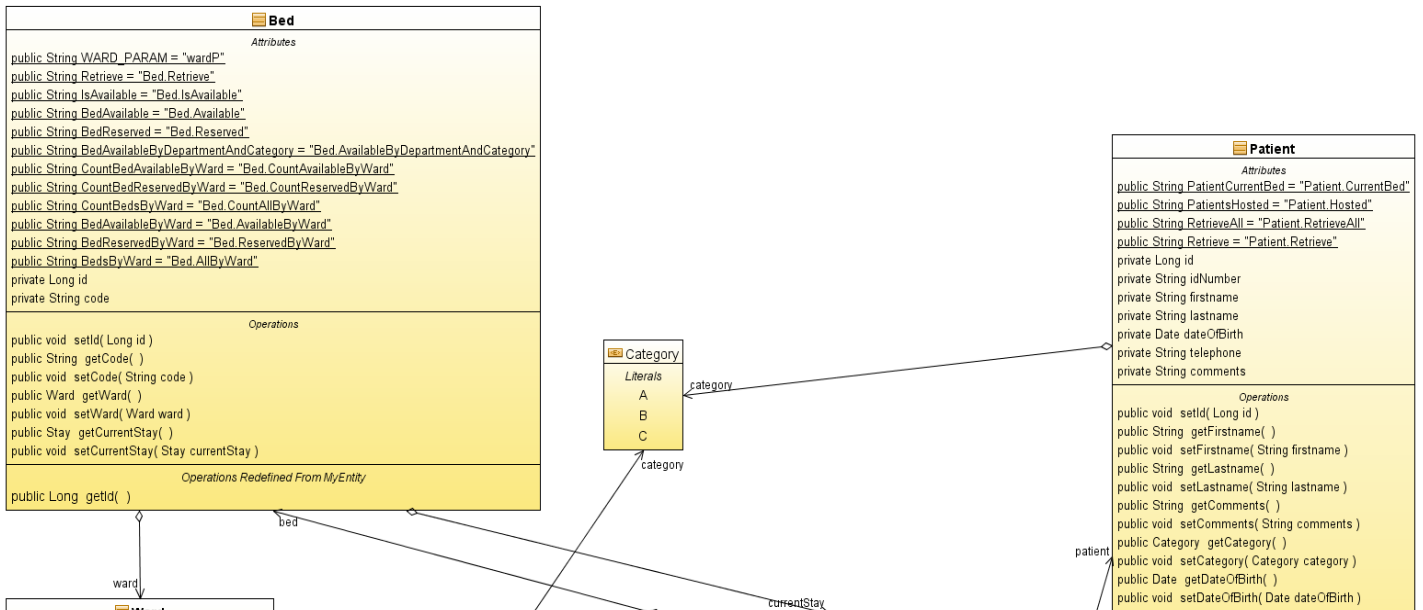 Bed
Attributes
public String WARD_PARAM = "wardP"
public String Retrieve = "Bed.Retrieve"
public String IsAvailable = "Bed.IsAvailable"
public String BedAvailable = "Bed.Available"
public String BedReserved = "Bed.Reserved"
public String BedAvailableByDepartmentAndCategory = "Bed.AvailableByDepartmentAndCategory"
public String CountBedAvailableByWard = "Bed.CountAvailableByWard"
public String CountBedReservedByWard = "Bed.CountReservedByWard"
public String CountBedsByWard = "Bed.CountAllByWard"
public String BedAvailableByWard = "Bed.AvailableByWard"
public String BedReservedByWard = "Bed.ReservedByWard"
public String BedsByWard = "Bed.AllByWard"
private Long id
private String code
Operations
public void setId( Long id )
public String getCode( )
public void setCode( String code )
public Ward getWard( )
public void setWard( Ward ward )
public Stay getCurrentStay( )
public void setCurrentStay( Stay currentStay )
Operations Redefined From MyEntity
public Long getId( )
bed
ward
Ward
Category
Literals
A
B
C
category
category
currentStay
patient
Patient
Attributes
public String PatientCurrentBed = "Patient.CurrentBed"
public String PatientsHosted = "Patient.Hosted"
public String RetrieveAll = "Patient.RetrieveAll"
public String Retrieve = "Patient.Retrieve"
private Long id
private String idNumber
private String firstname
private String lastname
private Date dateOfBirth
private String telephone
private String comments
Operations
public void setId( Long id )
public String getFirstname( )
public void setFirstname( String firstname )
public String getLastname( )
public void setLastname( String lastname )
public String getComments( )
public void setComments( String comments )
public Category getCategory( )
public void setCategory( Category category )
public Date getDateOfBirth( )
public void setDateOfBirth( Date dateOfBirth )